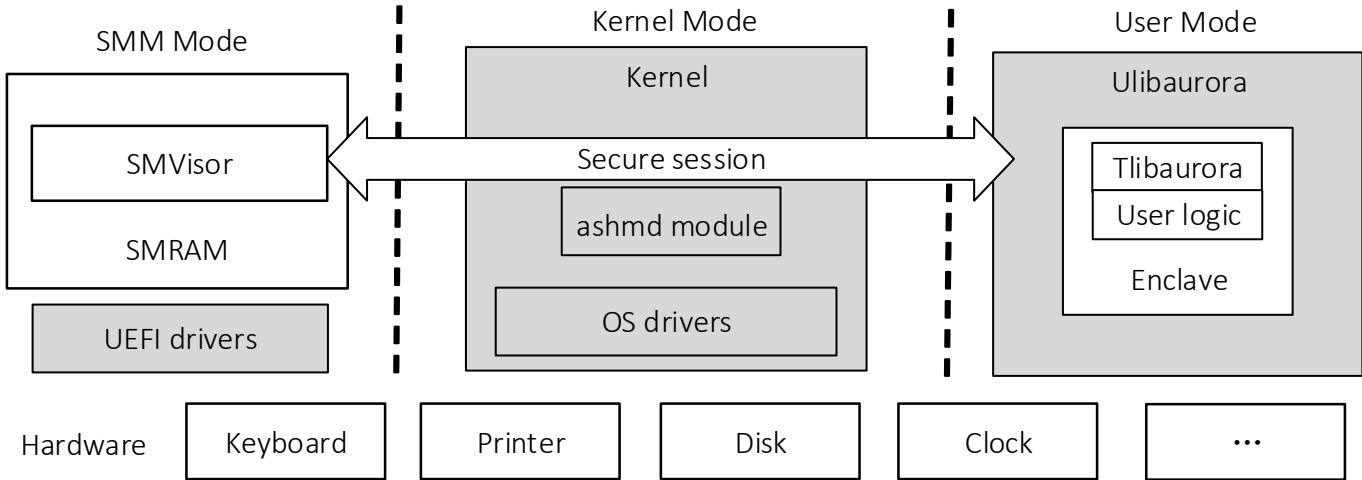 SMM Mode
Kernel Mode
User Mode
Kernel
Ulibaurora
SMVisor
Secure session
Tlibaurora
User logic
ashmd module
SMRAM
Enclave
UEFI drivers
OS drivers
Hardware
Keyboard
Printer
Disk
Clock
...